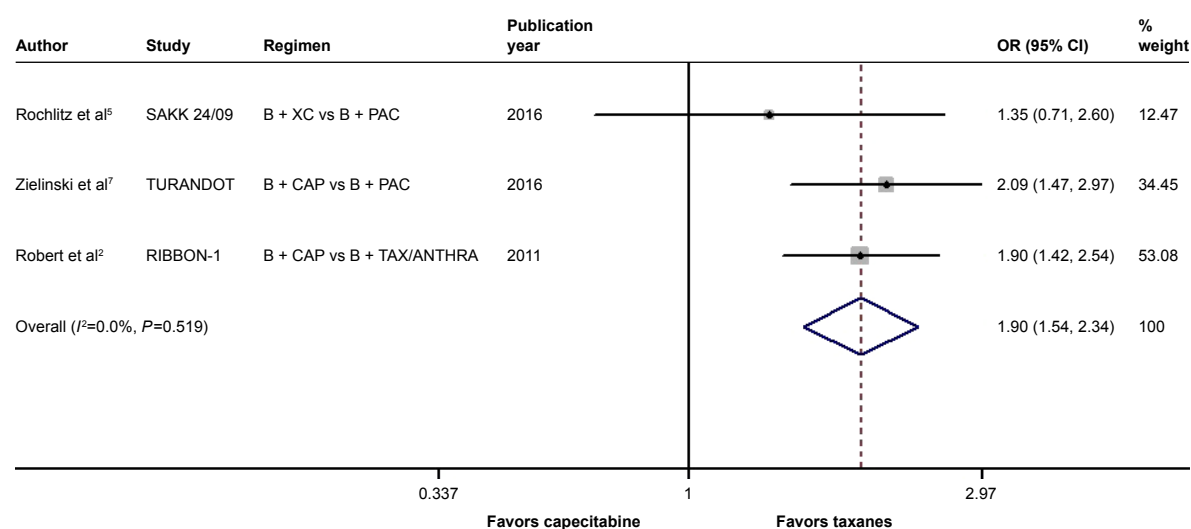 Author Study Regimen Publication year OR (95% CI) % weight
Rochlitz et al⁵ SAKK 24/09 B + XC vs B + PAC 2016 1.35 (0.71, 2.60) 12.47
Zielinski et al⁷ TURANDOT B + CAP vs B + PAC 2016 2.09 (1.47, 2.97) 34.45
Robert et al² RIBBON-1 B + CAP vs B + TAX/ANTHRA 2011 1.90 (1.42, 2.54) 53.08
Overall (I²=0.0%, P=0.519) 1.90 (1.54, 2.34) 100
0.337 1 2.97
Favors capecitabine Favors taxanes